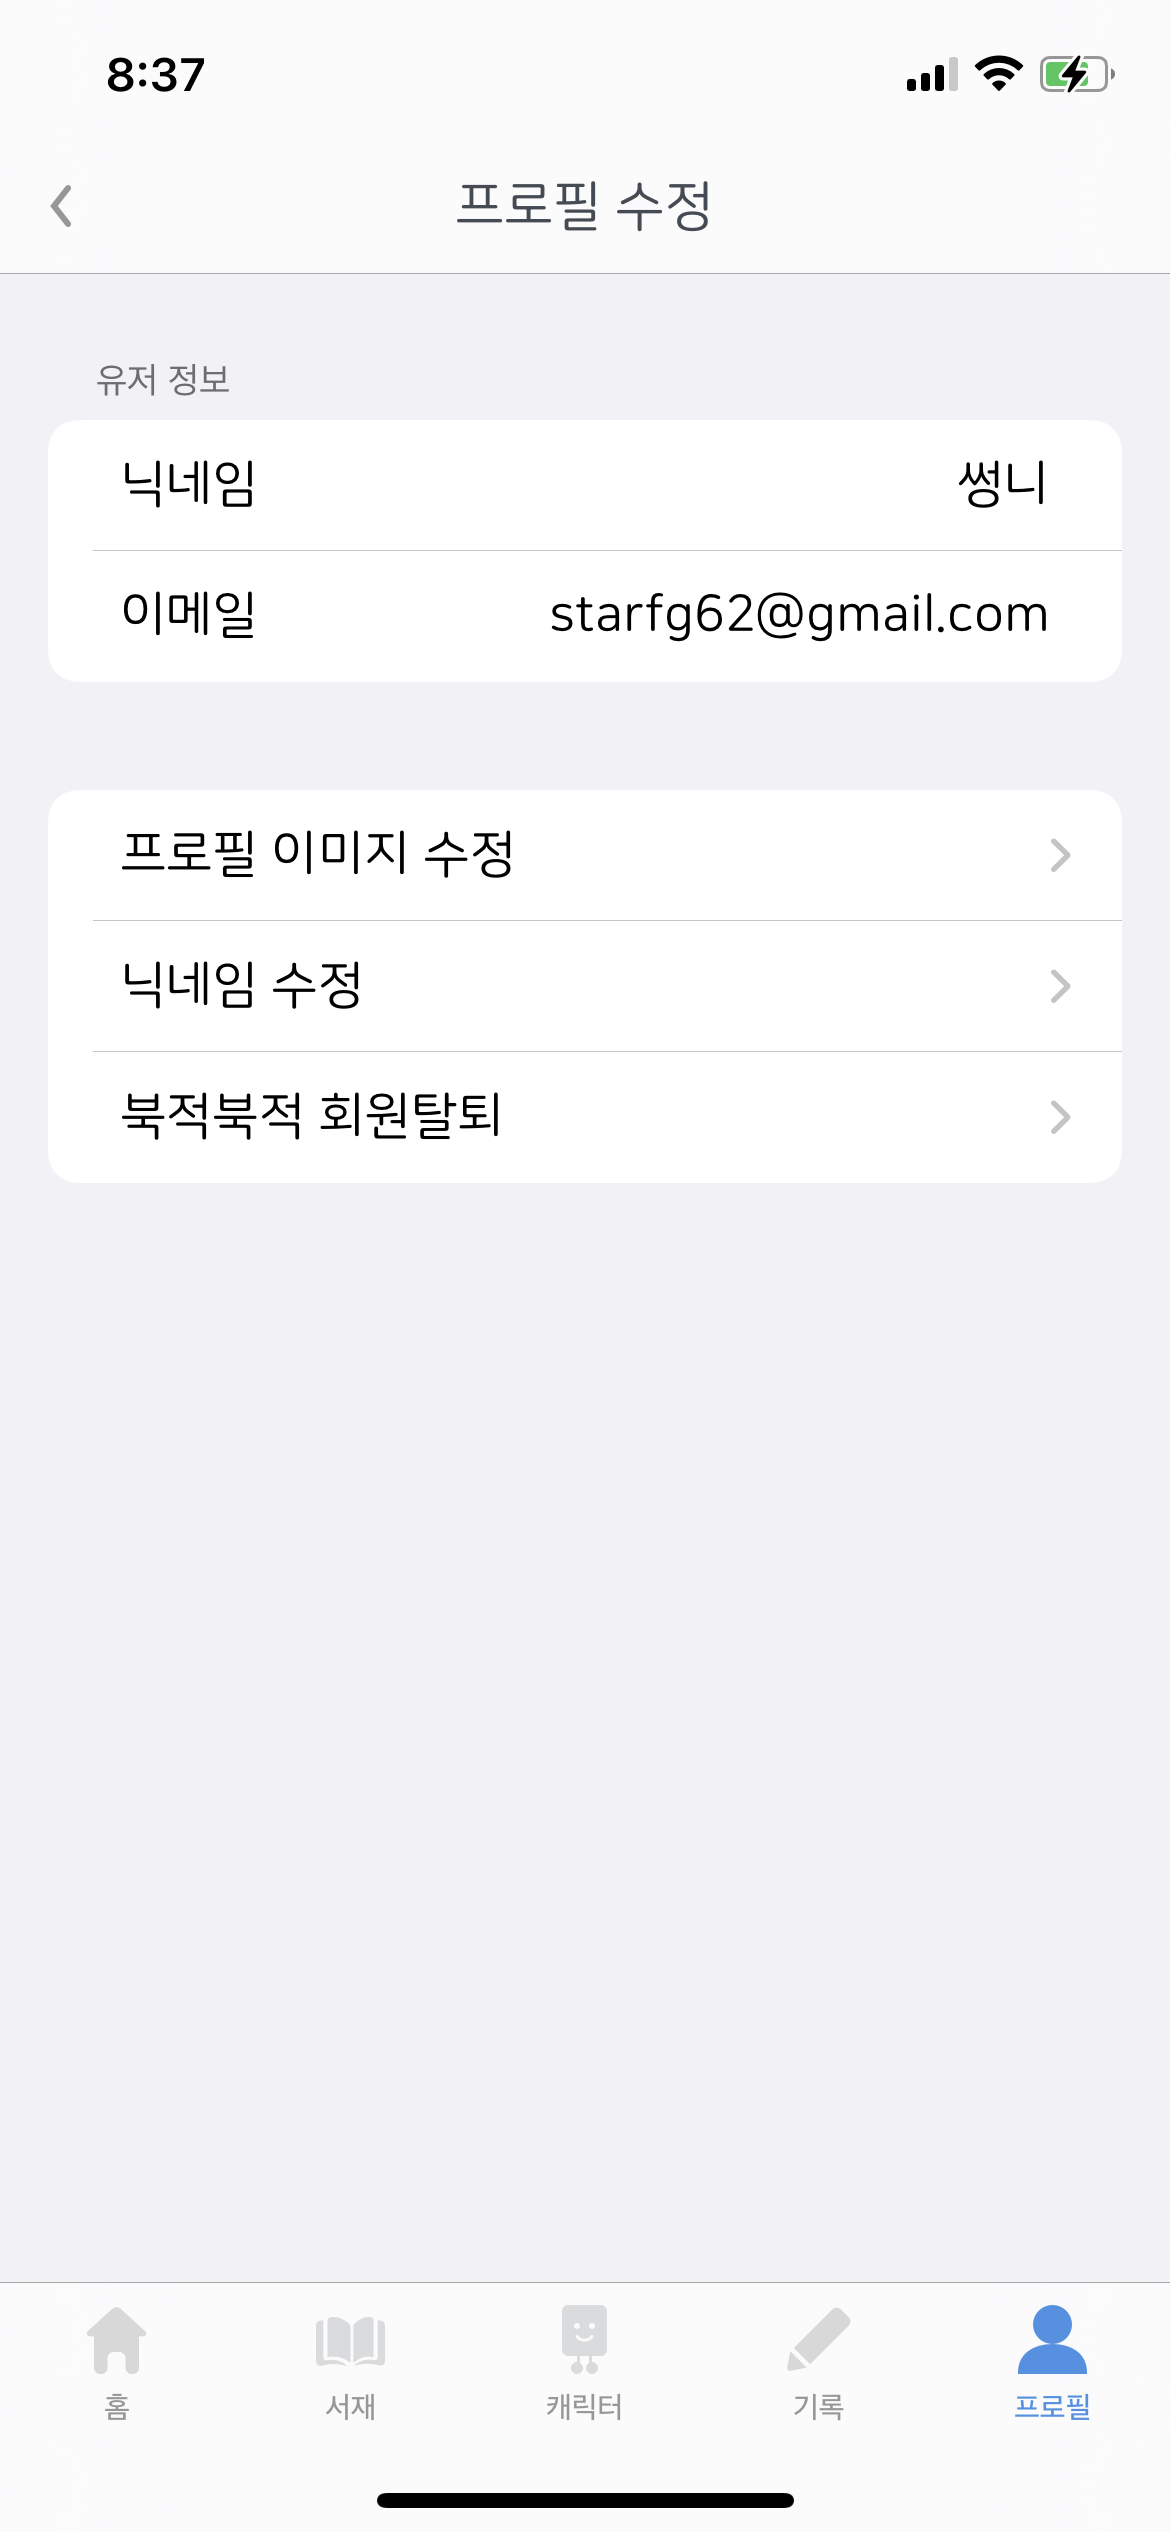 8:37
프로필 수정
유저 정보
닉네임 썽니
이메일 starfg62@gmail.com
프로필 이미지 수정
닉네임 수정
북적북적 회원탈퇴
홈 서재 캐릭터 기록 프로필